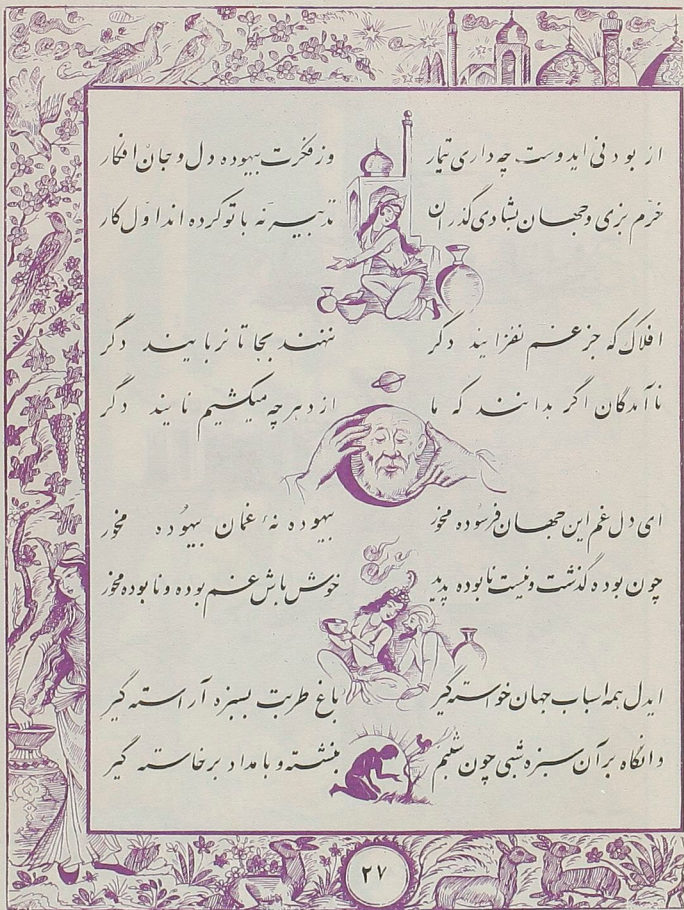 از بودنی ایدوست چه داری تیمار وز فکرت بیهوده دل و جان افکار
خرم بزی و جهان بشادی گذران تدبیر نه با تو کرده اند اول کار
افلاک که جز غم نفزایند دگر ننهند بجا تا نربایند دگر
ناآمدگان اگر بدانند که ما از دهر چه میکشیم نایند دگر
ای دل غم این جهان فرسوده مخور بیهوده نهٔ غمان بیهوده مخور
چون بوده گذشت و نیست نابوده پدید خوش باش غم بوده و نابوده مخور
ایدل همه اسباب جهان خواسته گیر باغ طربت بسبزه آراسته گیر
وانگاه بر آن سبزه شبی چون شبنم بنشسته و بامداد برخاسته گیر
۲۷